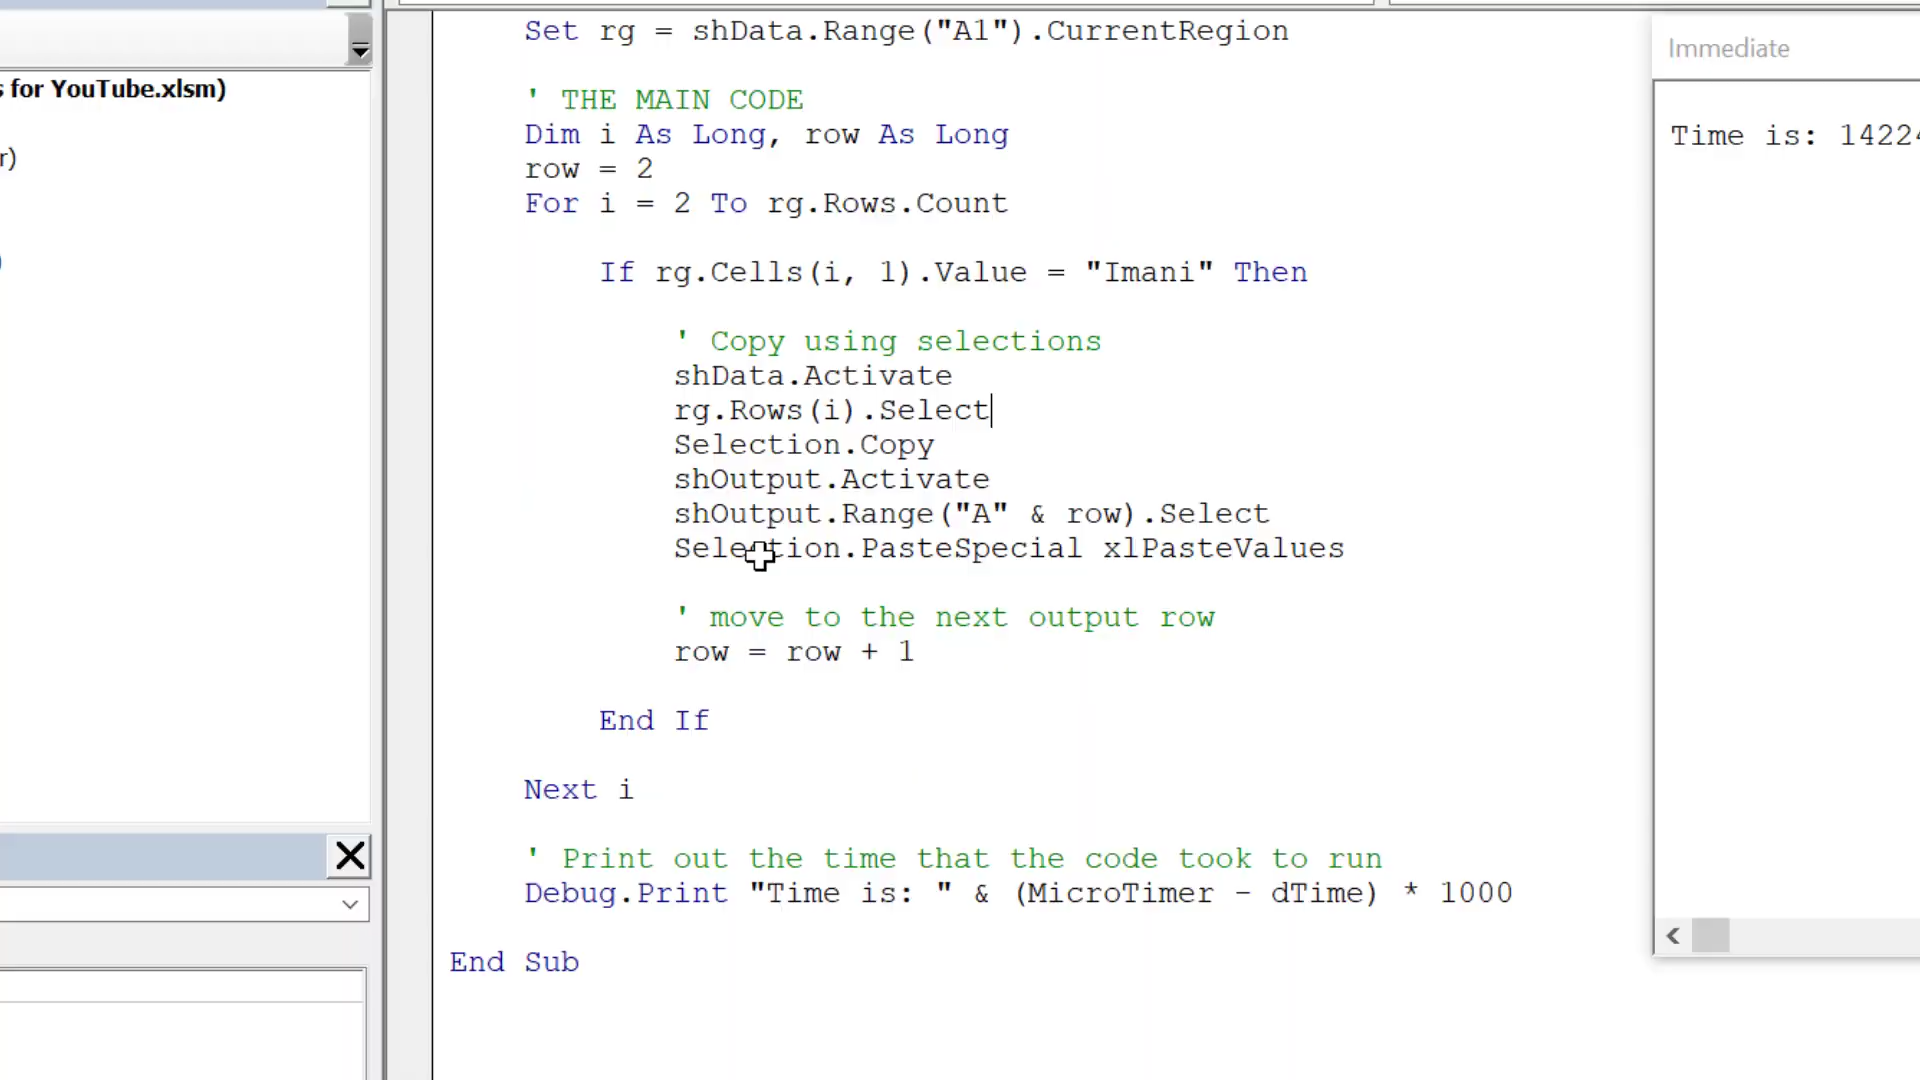 Set rg = shData.Range("A1").CurrentRegion
Immediate
s for YouTube.xlsm)
' THE MAIN CODE
Dim i As Long, row As Long
Time is: 14224
r)
row = 2
For i = 2 To rg.Rows.Count
)
If rg.Cells(i, 1).Value = "Imani" Then
' Copy using selections
shData.Activate
rg.Rows(i).Select
Selection.Copy
shOutput.Activate
shOutput.Range("A" & row).Select
Selection.PasteSpecial xlPasteValues
' move to the next output row
row = row + 1
End If
Next i
' Print out the time that the code took to run
Debug.Print "Time is: " & (MicroTimer - dTime) * 1000
End Sub